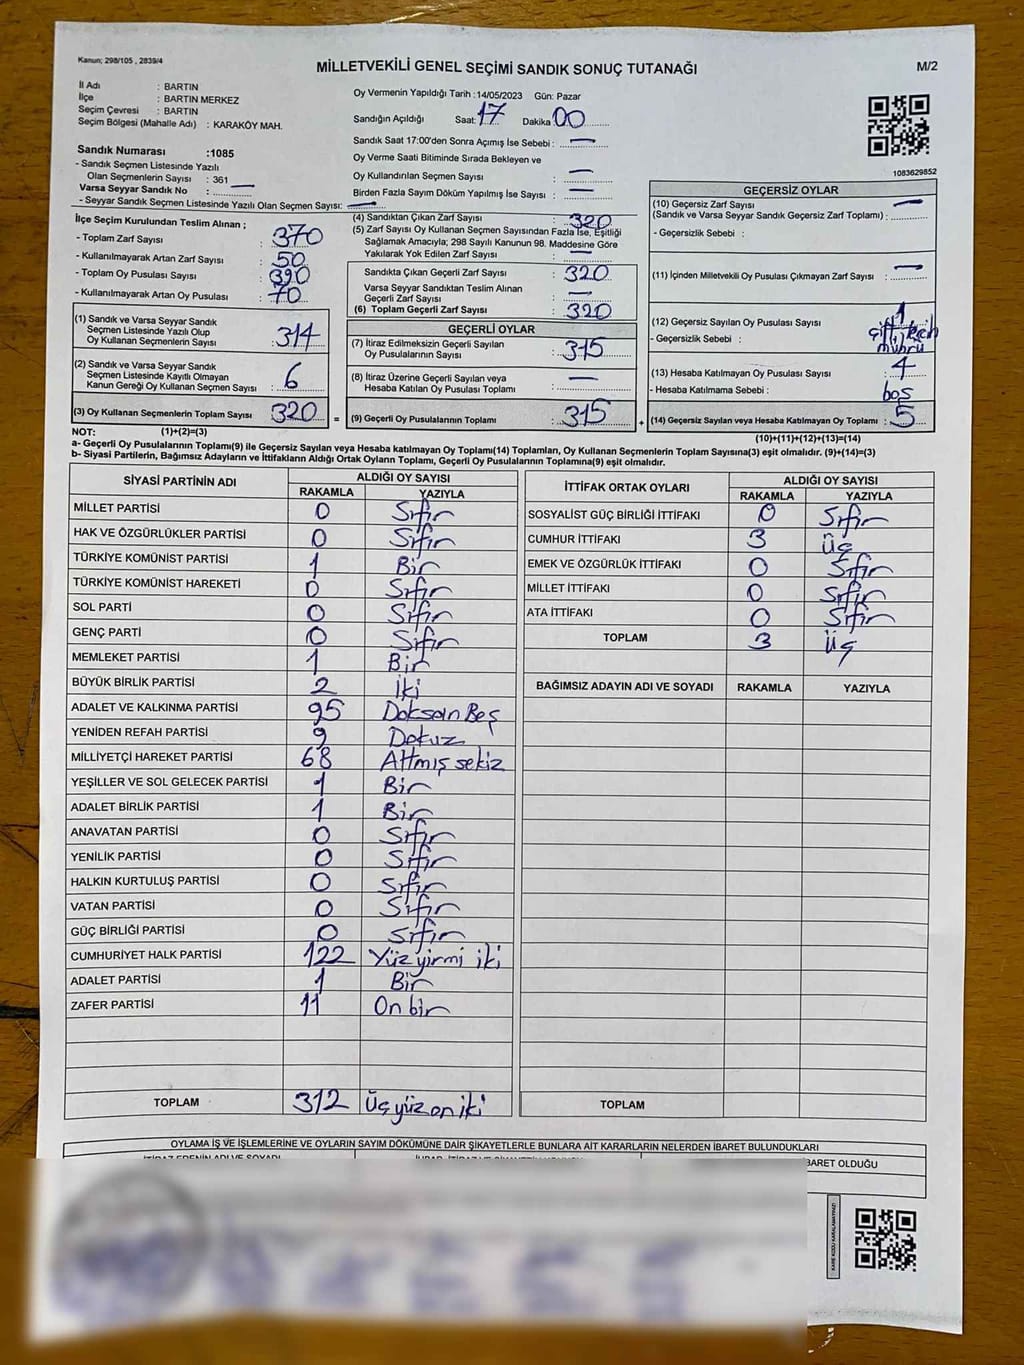 Kanun; 298/105 , 2839/4
MİLLETVEKİLİ GENEL SEÇİMİ SANDIK SONUÇ TUTANAĞI
M/2
İl Adı : BARTIN
İlçe : BARTIN MERKEZ
Seçim Çevresi : BARTIN
Seçim Bölgesi (Mahalle Adı) : KARAKÖY MAH.
Oy Vermenin Yapıldığı Tarih : 14/05/2023 Gün: Pazar
Sandığın Açıldığı Saat: 17 Dakika 00
Sandık Saat 17:00'den Sonra Açımış İse Sebebi : —
Oy Verme Saati Bitiminde Sırada Bekleyen ve
Oy Kullandırılan Seçmen Sayısı : —
Birden Fazla Sayım Döküm Yapılmış İse Sayısı : —
Sandık Numarası :1085
- Sandık Seçmen Listesinde Yazılı
Olan Seçmenlerin Sayısı : 361
Varsa Seyyar Sandık No : —
- Seyyar Sandık Seçmen Listesinde Yazılı Olan Seçmen Sayısı: —
1083629852
İlçe Seçim Kurulundan Teslim Alınan ;
- Toplam Zarf Sayısı : 370
- Kullanılmayarak Artan Zarf Sayısı : 50
- Toplam Oy Pusulası Sayısı : 390
- Kullanılmayarak Artan Oy Pusulası : 70
(1) Sandık ve Varsa Seyyar Sandık
Seçmen Listesinde Yazılı Olup
Oy Kullanan Seçmenlerin Sayısı : 314
(2) Sandık ve Varsa Seyyar Sandık
Seçmen Listesinde Kayıtlı Olmayan
Kanun Gereği Oy Kullanan Seçmen Sayısı : 6
(3) Oy Kullanan Seçmenlerin Toplam Sayısı : 320 =
(4) Sandıktan Çıkan Zarf Sayısı : 320
(5) Zarf Sayısı Oy Kullanan Seçmen Sayısından Fazla İse, Eşitliği
Sağlamak Amacıyla; 298 Sayılı Kanunun 98. Maddesine Göre
Yakılarak Yok Edilen Zarf Sayısı : —
Sandıkta Çıkan Geçerli Zarf Sayısı : 320
Varsa Seyyar Sandıktan Teslim Alınan
Geçerli Zarf Sayısı : —
(6) Toplam Geçerli Zarf Sayısı : 320
GEÇERLİ OYLAR
(7) İtiraz Edilmeksizin Geçerli Sayılan
Oy Pusulalarının Sayısı : 315
(8) İtiraz Üzerine Geçerli Sayılan veya
Hesaba Katılan Oy Pusulası Toplamı : —
(9) Geçerli Oy Pusulalarının Toplamı : 315 +
GEÇERSİZ OYLAR
(10) Geçersiz Zarf Sayısı —
(Sandık ve Varsa Seyyar Sandık Geçersiz Zarf Toplamı) :
- Geçersizlik Sebebi :
(11) İçinden Milletvekili Oy Pusulası Çıkmayan Zarf Sayısı : —
(12) Geçersiz Sayılan Oy Pusulası Sayısı : 1
- Geçersizlik Sebebi : çift tercih
mührü
(13) Hesaba Katılmayan Oy Pusulası Sayısı : 4
- Hesaba Katılmama Sebebi : boş
(14) Geçersiz Sayılan veya Hesaba Katılmayan Oy Toplamı : 5
NOT: (1)+(2)=(3)
(10)+(11)+(12)+(13)=(14)
a- Geçerli Oy Pusulalarının Toplamı(9) ile Geçersiz Sayılan veya Hesaba katılmayan Oy Toplamı(14) Toplamları, Oy Kullanan Seçmenlerin Toplam Sayısına(3) eşit olmalıdır. (9)+(14)=(3)
b- Siyasi Partilerin, Bağımsız Adayların ve İttifakların Aldığı Ortak Oyların Toplamı, Geçerli Oy Pusulalarının Toplamına(9) eşit olmalıdır.
SİYASİ PARTİNİN ADI ALDIĞI OY SAYISI
RAKAMLA YAZIYLA
MİLLET PARTİSİ 0 Sıfır
HAK VE ÖZGÜRLÜKLER PARTİSİ 0 Sıfır
TÜRKİYE KOMÜNİST PARTİSİ 1 Bir
TÜRKİYE KOMÜNİST HAREKETİ 0 Sıfır
SOL PARTİ 0 Sıfır
GENÇ PARTİ 0 Sıfır
MEMLEKET PARTİSİ 1 Bir
BÜYÜK BİRLİK PARTİSİ 2 İki
ADALET VE KALKINMA PARTİSİ 95 Doksan Beş
YENİDEN REFAH PARTİSİ 9 Dokuz
MİLLİYETÇİ HAREKET PARTİSİ 68 Altmış sekiz
YEŞİLLER VE SOL GELECEK PARTİSİ 1 Bir
ADALET BİRLİK PARTİSİ 1 Bir
ANAVATAN PARTİSİ 0 Sıfır
YENİLİK PARTİSİ 0 Sıfır
HALKIN KURTULUŞ PARTİSİ 0 Sıfır
VATAN PARTİSİ 0 Sıfır
GÜÇ BİRLİĞİ PARTİSİ 0 Sıfır
CUMHURİYET HALK PARTİSİ 122 Yüz yirmi iki
ADALET PARTİSİ 1 Bir
ZAFER PARTİSİ 11 On bir
TOPLAM 312 Üç yüz on iki
İTTİFAK ORTAK OYLARI ALDIĞI OY SAYISI
RAKAMLA YAZIYLA
SOSYALİST GÜÇ BİRLİĞİ İTTİFAKI 0 Sıfır
CUMHUR İTTİFAKI 3 Üç
EMEK VE ÖZGÜRLÜK İTTİFAKI 0 Sıfır
MİLLET İTTİFAKI 0 Sıfır
ATA İTTİFAKI 0 Sıfır
TOPLAM 3 Üç
BAĞIMSIZ ADAYIN ADI VE SOYADI RAKAMLA YAZIYLA
TOPLAM
OYLAMA İŞ VE İŞLEMLERİNE VE OYLARIN SAYIM DÖKÜMÜNE DAİR ŞİKAYETLERLE BUNLARA AİT KARARLARIN NELERDEN İBARET BULUNDUKLARI
İTİRAZ EDENİN ADI VE SOYADI
BARET OLDUĞU